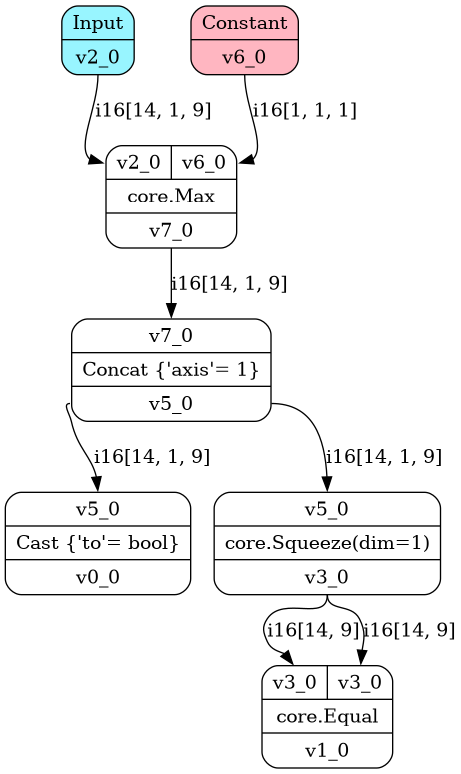 Input
v2_0
Constant
v6_0
i16[14, 1, 9]
i16[1, 1, 1]
v2_0 v6_0
core.Max
v7_0
i16[14, 1, 9]
v7_0
Concat {'axis'= 1}
v5_0
i16[14, 1, 9]
i16[14, 1, 9]
v5_0
Cast {'to'= bool}
v0_0
v5_0
core.Squeeze(dim=1)
v3_0
i16[14, 9]
i16[14, 9]
v3_0 v3_0
core.Equal
v1_0